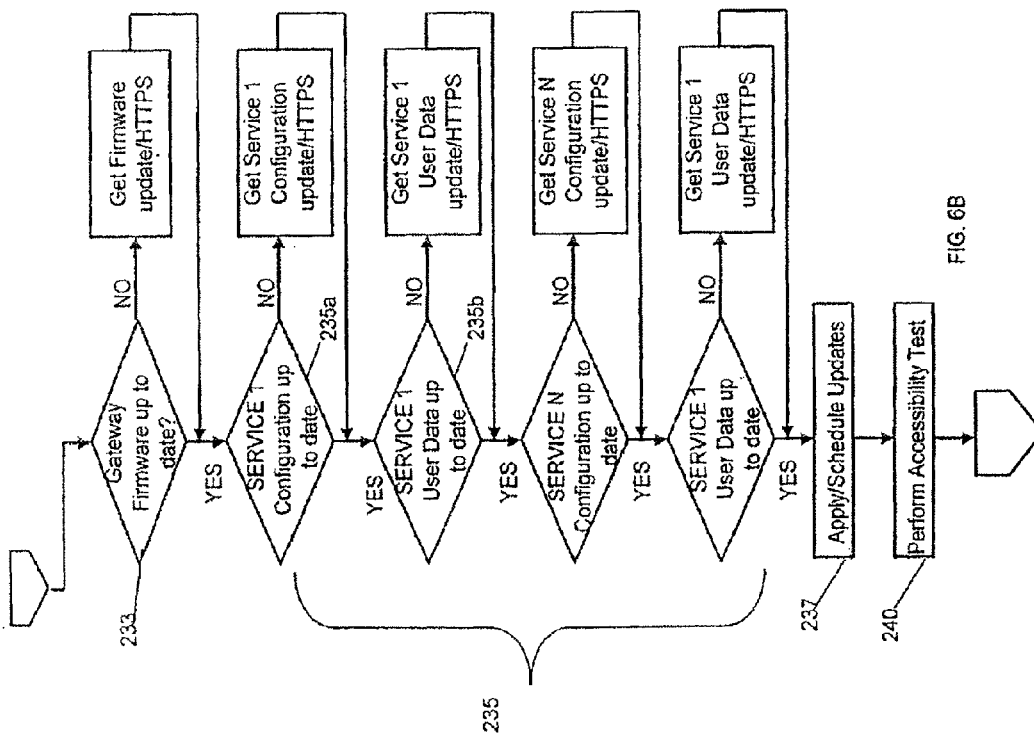 233
Gateway
Firmware up to
date?
NO
Get Firmware
update/HTTPS
YES
SERVICE 1
Configuration up
to date
235a
NO
Get Service 1
Configuration
update/HTTPS
YES
SERVICE 1
User Data up
to date
235b
NO
Get Service 1
User Data
update/HTTPS
YES
SERVICE N
Configuration up to
date
NO
Get Service N
Configuration
update/HTTPS
YES
SERVICE 1
User Data up
to date
NO
Get Service 1
User Data
update/HTTPS
YES
235
237
Apply/Schedule Updates
240
Perform Accessibility Test
FIG. 6B